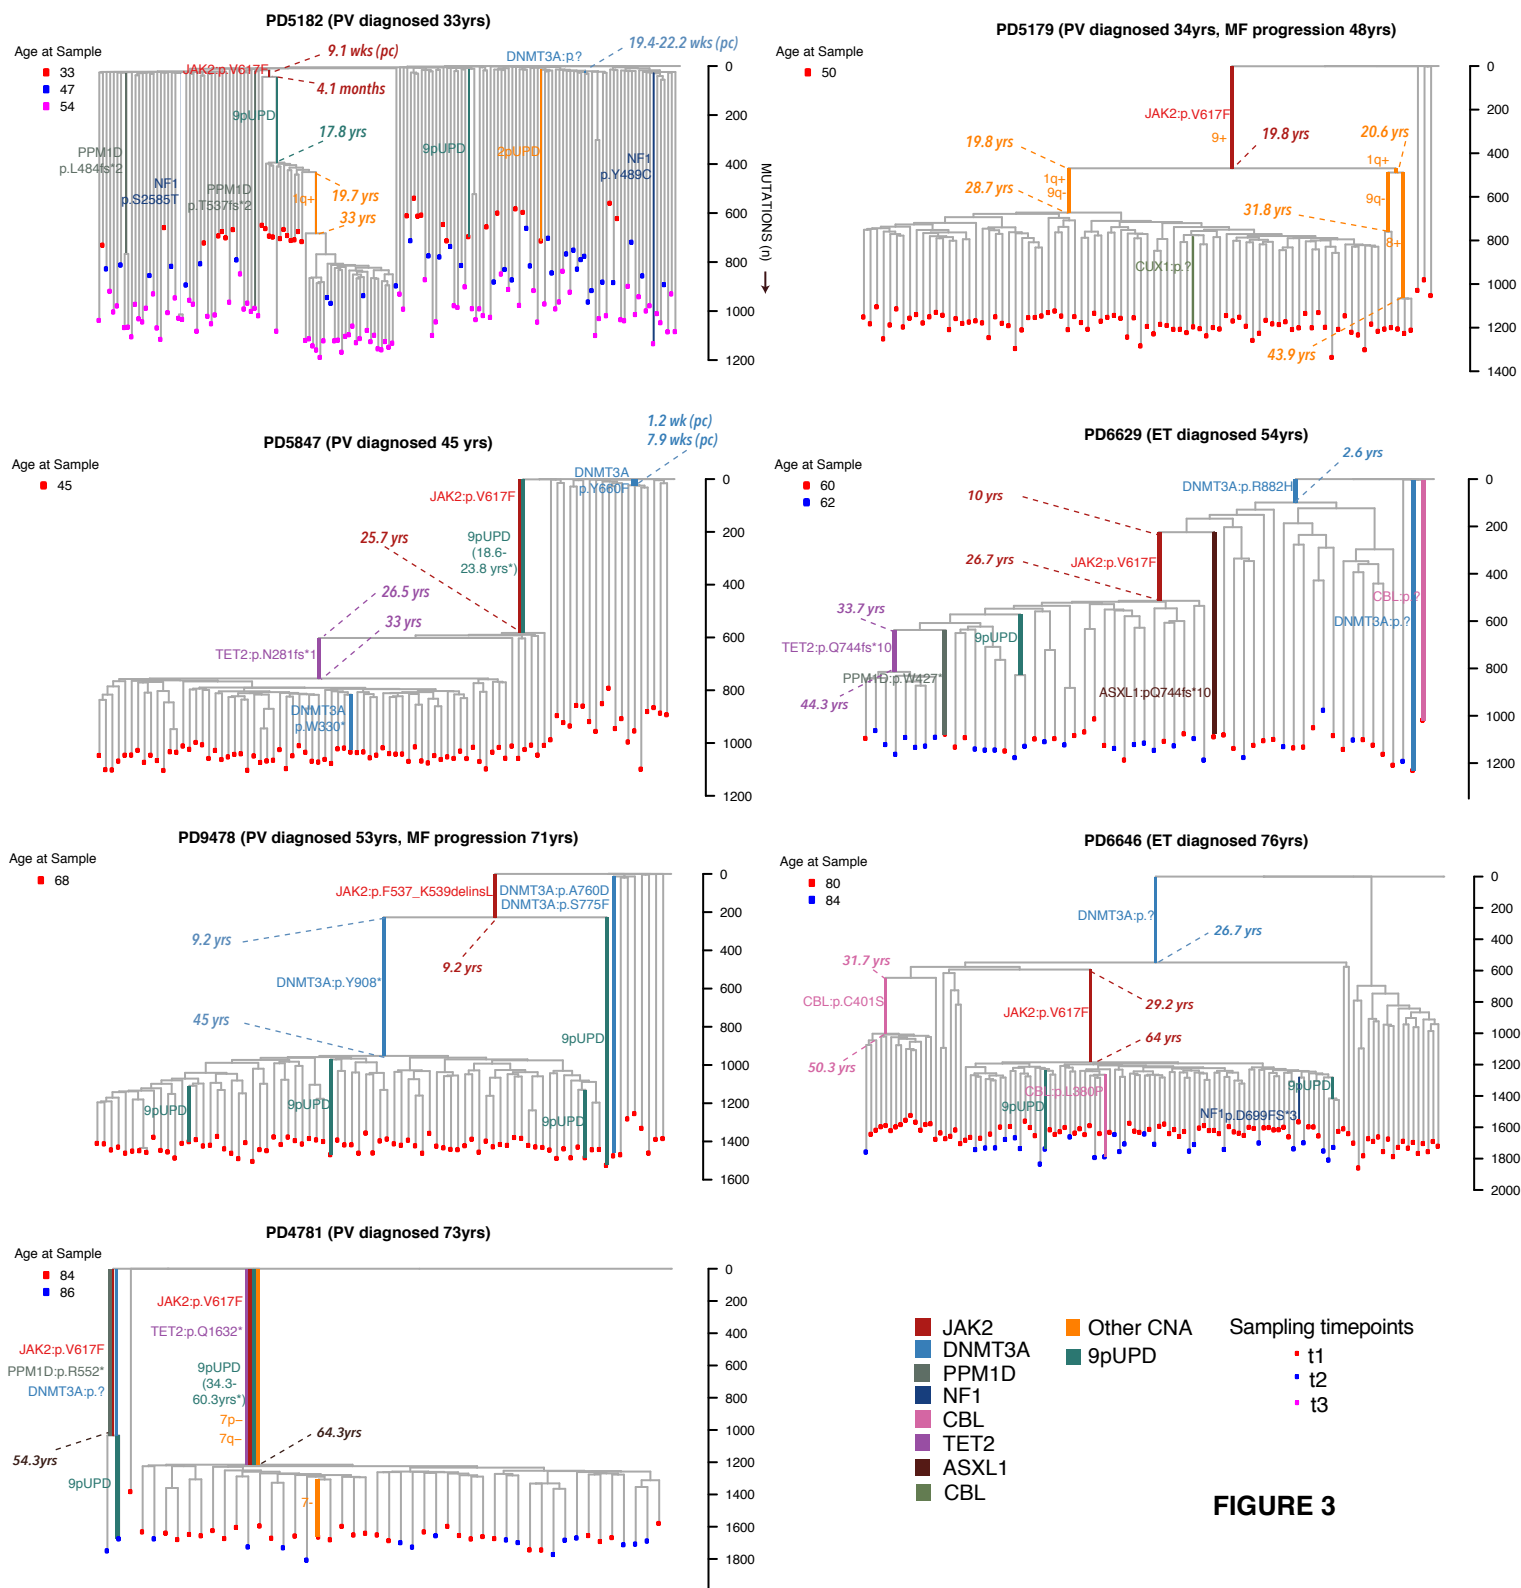 PD5182 (PV diagnosed 33yrs)
Age at Sample
33
47
54
9.1 wks (pc)
JAK2:p.V617F
4.1 months
DNMT3A:p.?
19.4-22.2 wks (pc)
9pUPD
17.8 yrs
PPM1D
p.L484fs*2
NF1
p.S2585T
PPM1D
p.T537fs*2
1q+
19.7 yrs
33 yrs
9pUPD
2pUPD
NF1
p.Y489C
0
200
400
600
800
1000
1200
MUTATIONS (n)
PD5179 (PV diagnosed 34yrs, MF progression 48yrs)
50
JAK2:p.V617F
9+
19.8 yrs
19.8 yrs
20.6 yrs
1q+
1q+
9q-
28.7 yrs
9q-
31.8 yrs
8+
CUX1:p.?
43.9 yrs
0
200
400
600
800
1000
1200
1400
PD5847 (PV diagnosed 45 yrs)
Age at Sample
45
1.2 wk (pc)
7.9 wks (pc)
DNMT3A
p.Y660F
JAK2:p.V617F
9pUPD
(18.6-
23.8 yrs*)
25.7 yrs
26.5 yrs
33 yrs
TET2:p.N281fs*1
DNMT3A
p.W330*
0
200
400
600
800
1000
1200
PD6629 (ET diagnosed 54yrs)
Age at Sample
60
62
2.6 yrs
DNMT3A:p.R882H
10 yrs
26.7 yrs
JAK2:p.V617F
33.7 yrs
TET2:p.Q744fs*10
9pUPD
PPM1D:p.W427*
44.3 yrs
ASXL1:pQ744fs*10
CBL:p.?
DNMT3A:p.?
0
200
400
600
800
1000
1200
PD9478 (PV diagnosed 53yrs, MF progression 71yrs)
Age at Sample
68
JAK2:p.F537_K539delinsL
DNMT3A:p.A760D
DNMT3A:p.S775F
9.2 yrs
9.2 yrs
DNMT3A:p.Y908*
45 yrs
9pUPD
9pUPD
9pUPD
9pUPD
0
200
400
600
800
1000
1200
1400
1600
PD6646 (ET diagnosed 76yrs)
Age at Sample
80
84
DNMT3A:p.?
26.7 yrs
31.7 yrs
CBL:p.C401S
50.3 yrs
JAK2:p.V617F
29.2 yrs
64 yrs
9pUPD
CBL:p.L380P
NF1p.D699FS*3
9pUPD
0
200
400
600
800
1000
1200
1400
1600
1800
2000
PD4781 (PV diagnosed 73yrs)
Age at Sample
84
86
JAK2:p.V617F
PPM1D:p.R552*
DNMT3A:p.?
54.3yrs
9pUPD
JAK2:p.V617F
TET2:p.Q1632*
9pUPD
(34.3-
60.3yrs*)
7p–
7q–
64.3yrs
7-
0
200
400
600
800
1000
1200
1400
1600
1800
JAK2
DNMT3A
PPM1D
NF1
CBL
TET2
ASXL1
CBL
Other CNA
9pUPD
Sampling timepoints
t1
t2
t3
FIGURE 3